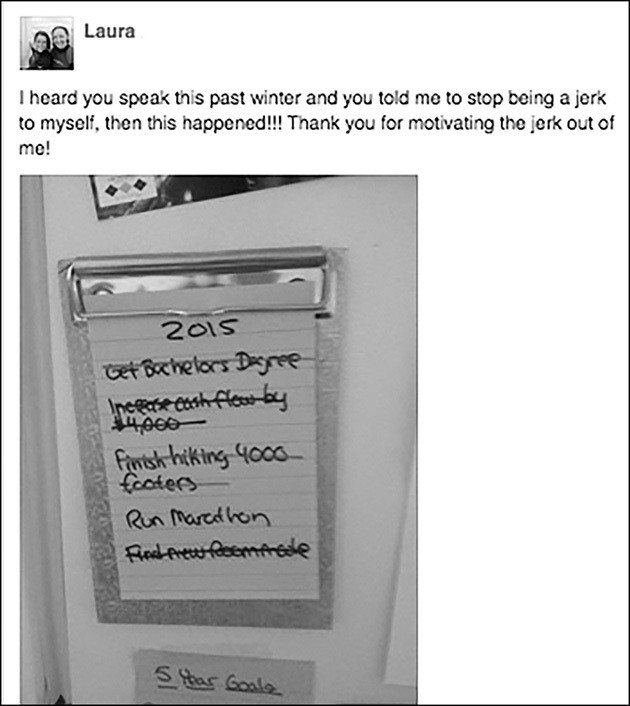 Laura
I heard you speak this past winter and you told me to stop being a jerk
to myself, then this happened!!! Thank you for motivating the jerk out of
me!
2015
Get Bachelors Degree
Increase cash flow by
$4,000
Finish hiking 4000
footers
Run Marathon
Find new Roommate
5 Year Goals